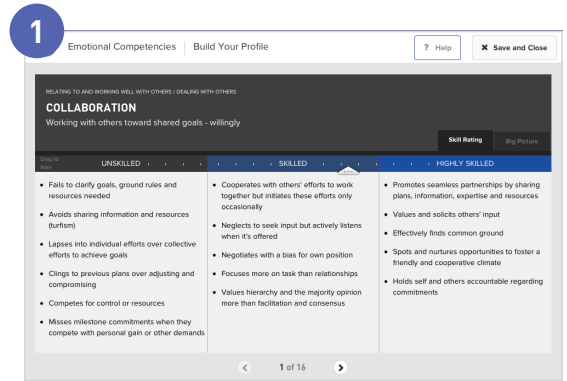 1
Emotional Competencies | Build Your Profile
? Help
✖ Save and Close
RELATING TO AND WORKING WELL WITH OTHERS / DEALING WITH OTHERS
COLLABORATION
Working with others toward shared goals - willingly
Skill Rating
Big Picture
Drag to
Rate
UNSKILLED
SKILLED
HIGHLY SKILLED
• Fails to clarify goals, ground rules and
resources needed
• Avoids sharing information and resources
(turfism)
• Lapses into individual efforts over collective
efforts to achieve goals
• Clings to previous plans over adjusting and
compromising
• Competes for control or resources
• Misses milestone commitments when they
compete with personal gain or other demands
• Cooperates with others' efforts to work
together but initiates these efforts only
occasionally
• Neglects to seek input but actively listens
when it's offered
• Negotiates with a bias for own position
• Focuses more on task than relationships
• Values hierarchy and the majority opinion
more than facilitation and consensus
• Promotes seamless partnerships by sharing
plans, information, expertise and resources
• Values and solicits others' input
• Effectively finds common ground
• Spots and nurtures opportunities to foster a
friendly and cooperative climate
• Holds self and others accountable regarding
commitments
1 of 16